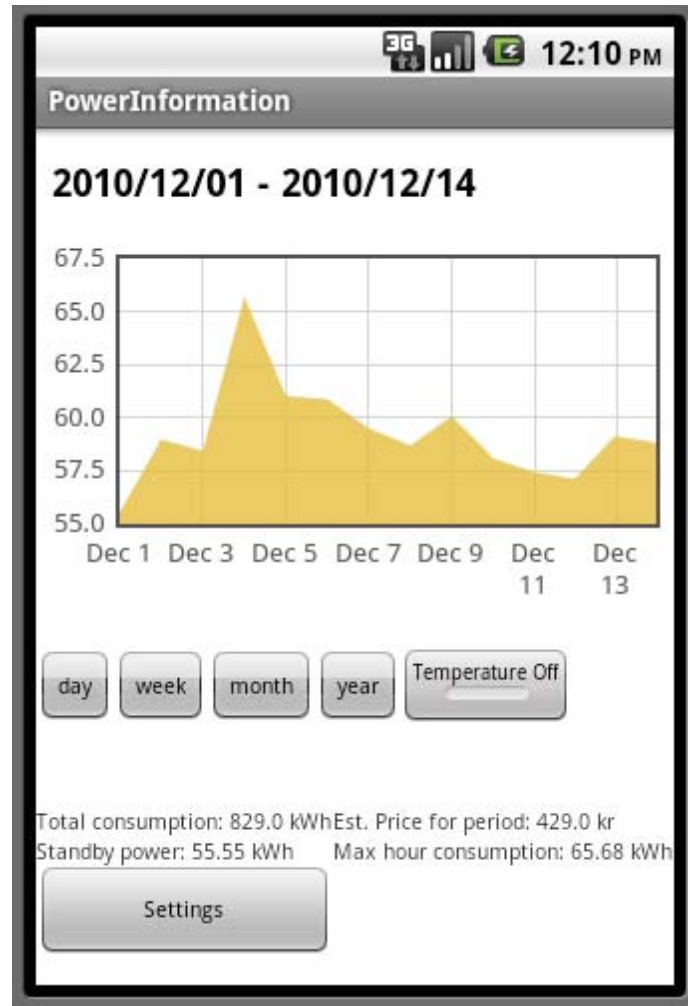 3G 12:10 PM
PowerInformation
2010/12/01 - 2010/12/14
67.5
65.0
62.5
60.0
57.5
55.0
Dec 1 Dec 3 Dec 5 Dec 7 Dec 9 Dec 11 Dec 13
day week month year Temperature Off
Total consumption: 829.0 kWh Est. Price for period: 429.0 kr
Standby power: 55.55 kWh Max hour consumption: 65.68 kWh
Settings